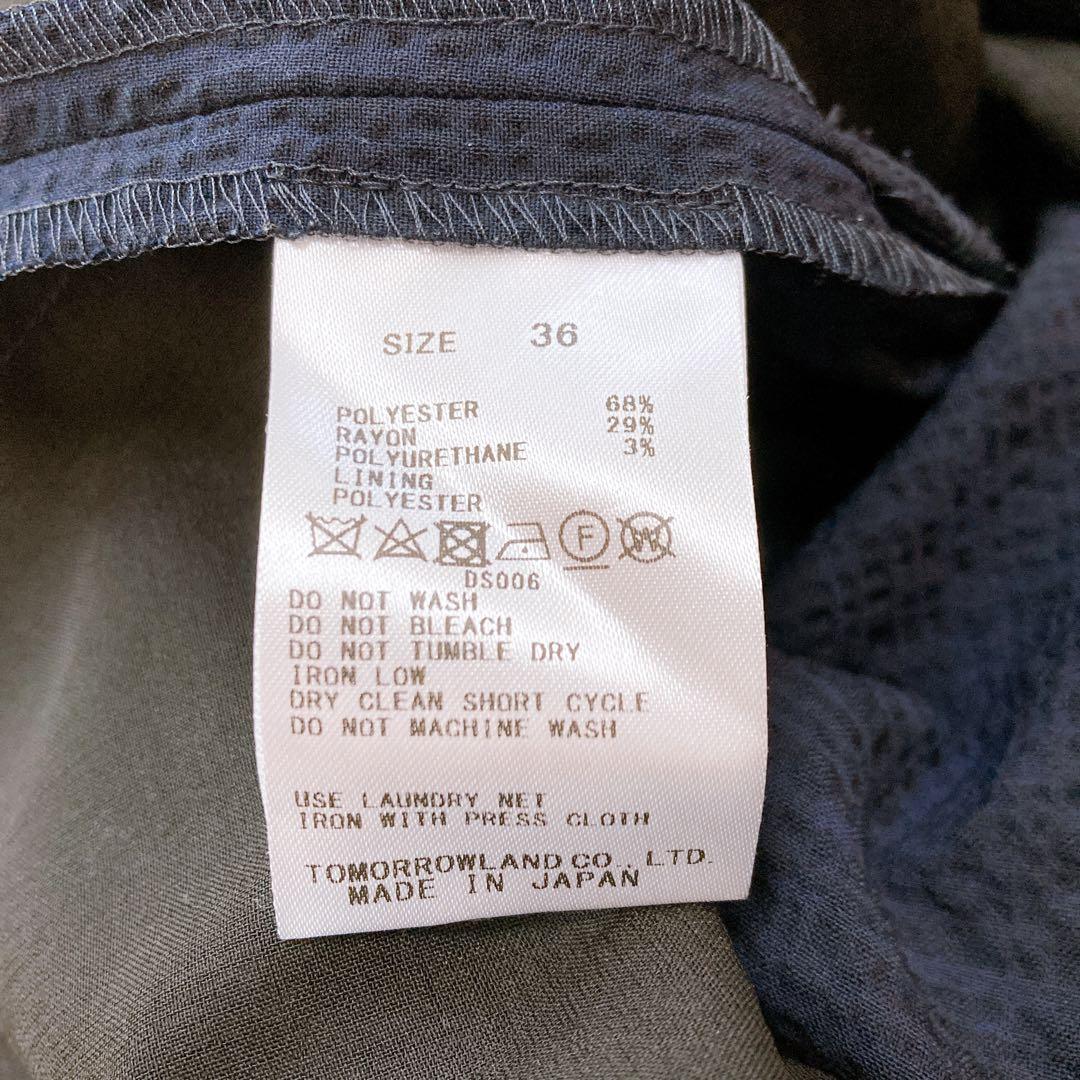 SIZE 36
POLYESTER 68%
RAYON 29%
POLYURETHANE 3%
LINING
POLYESTER
F W
DS006
DO NOT WASH
DO NOT BLEACH
DO NOT TUMBLE DRY
IRON LOW
DRY CLEAN SHORT CYCLE
DO NOT MACHINE WASH
USE LAUNDRY NET
IRON WITH PRESS CLOTH
TOMORROWLAND CO., LTD.
MADE IN JAPAN